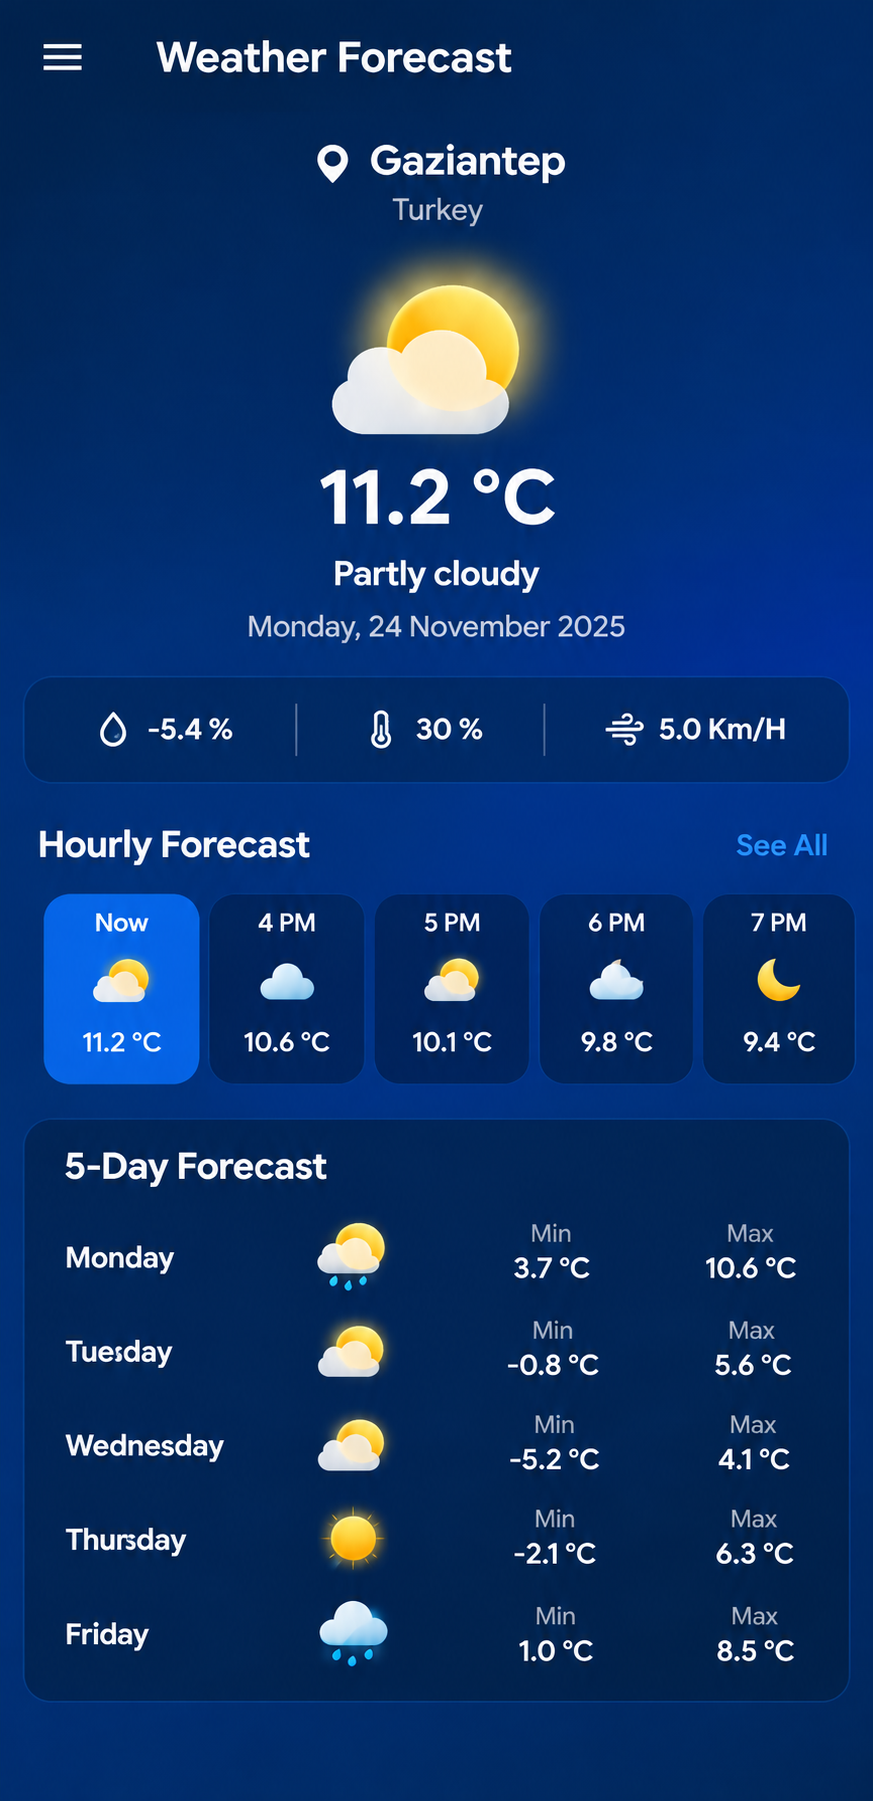 Weather Forecast
Gaziantep
Turkey
11.2 °C
Partly cloudy
Monday, 24 November 2025
-5.4 % 30 % 5.0 Km/H
Hourly Forecast See All
Now 4 PM 5 PM 6 PM 7 PM
11.2 °C 10.6 °C 10.1 °C 9.8 °C 9.4 °C
5-Day Forecast
Min Max
Monday 3.7 °C 10.6 °C
Min Max
Tuesday -0.8 °C 5.6 °C
Min Max
Wednesday -5.2 °C 4.1 °C
Min Max
Thursday -2.1 °C 6.3 °C
Min Max
Friday 1.0 °C 8.5 °C